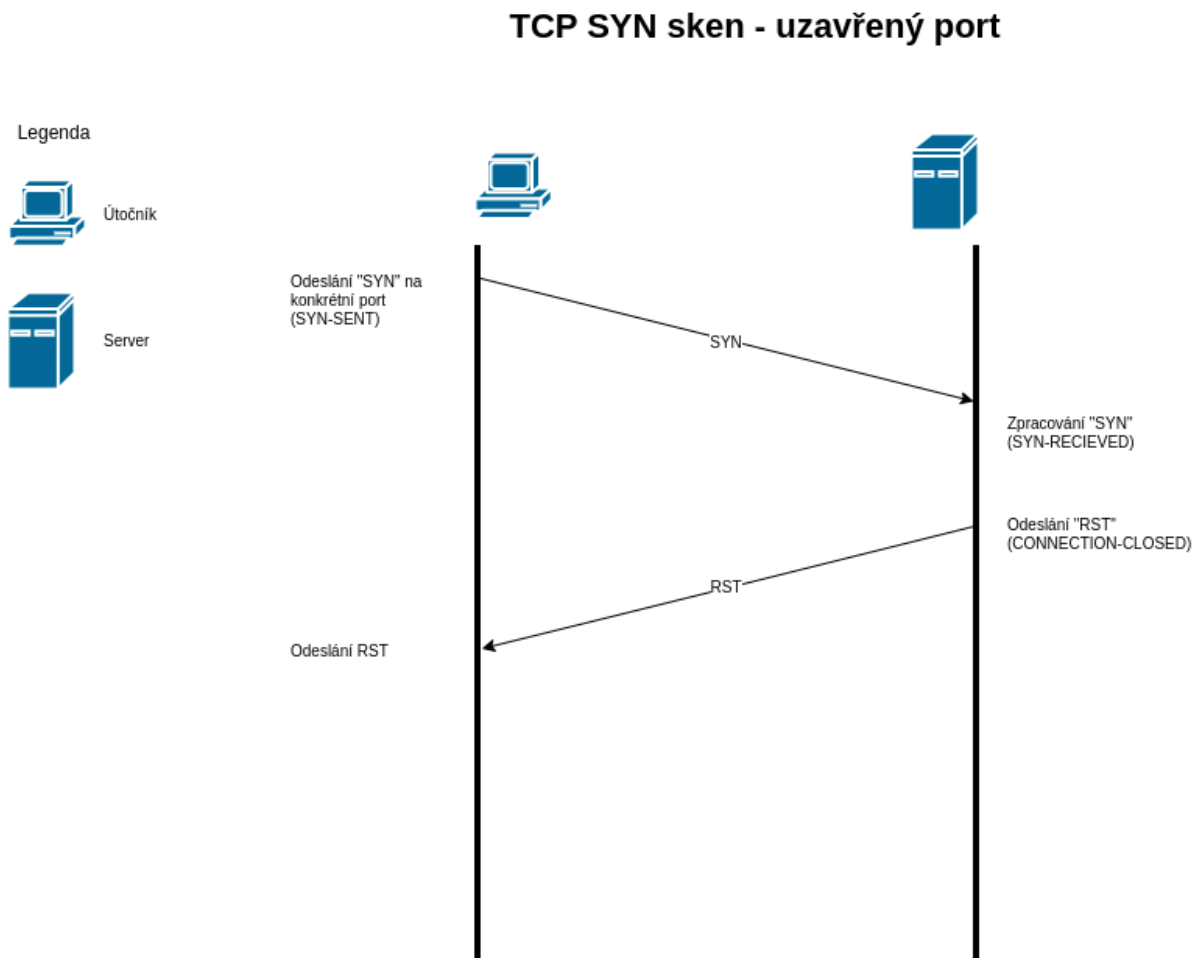 TCP SYN sken - uzavřený port
Legenda
Útočník
Server
Odeslání "SYN" na
konkrétní port
(SYN-SENT)
SYN
Zpracování "SYN"
(SYN-RECIEVED)
Odeslání "RST"
(CONNECTION-CLOSED)
RST
Odeslání RST